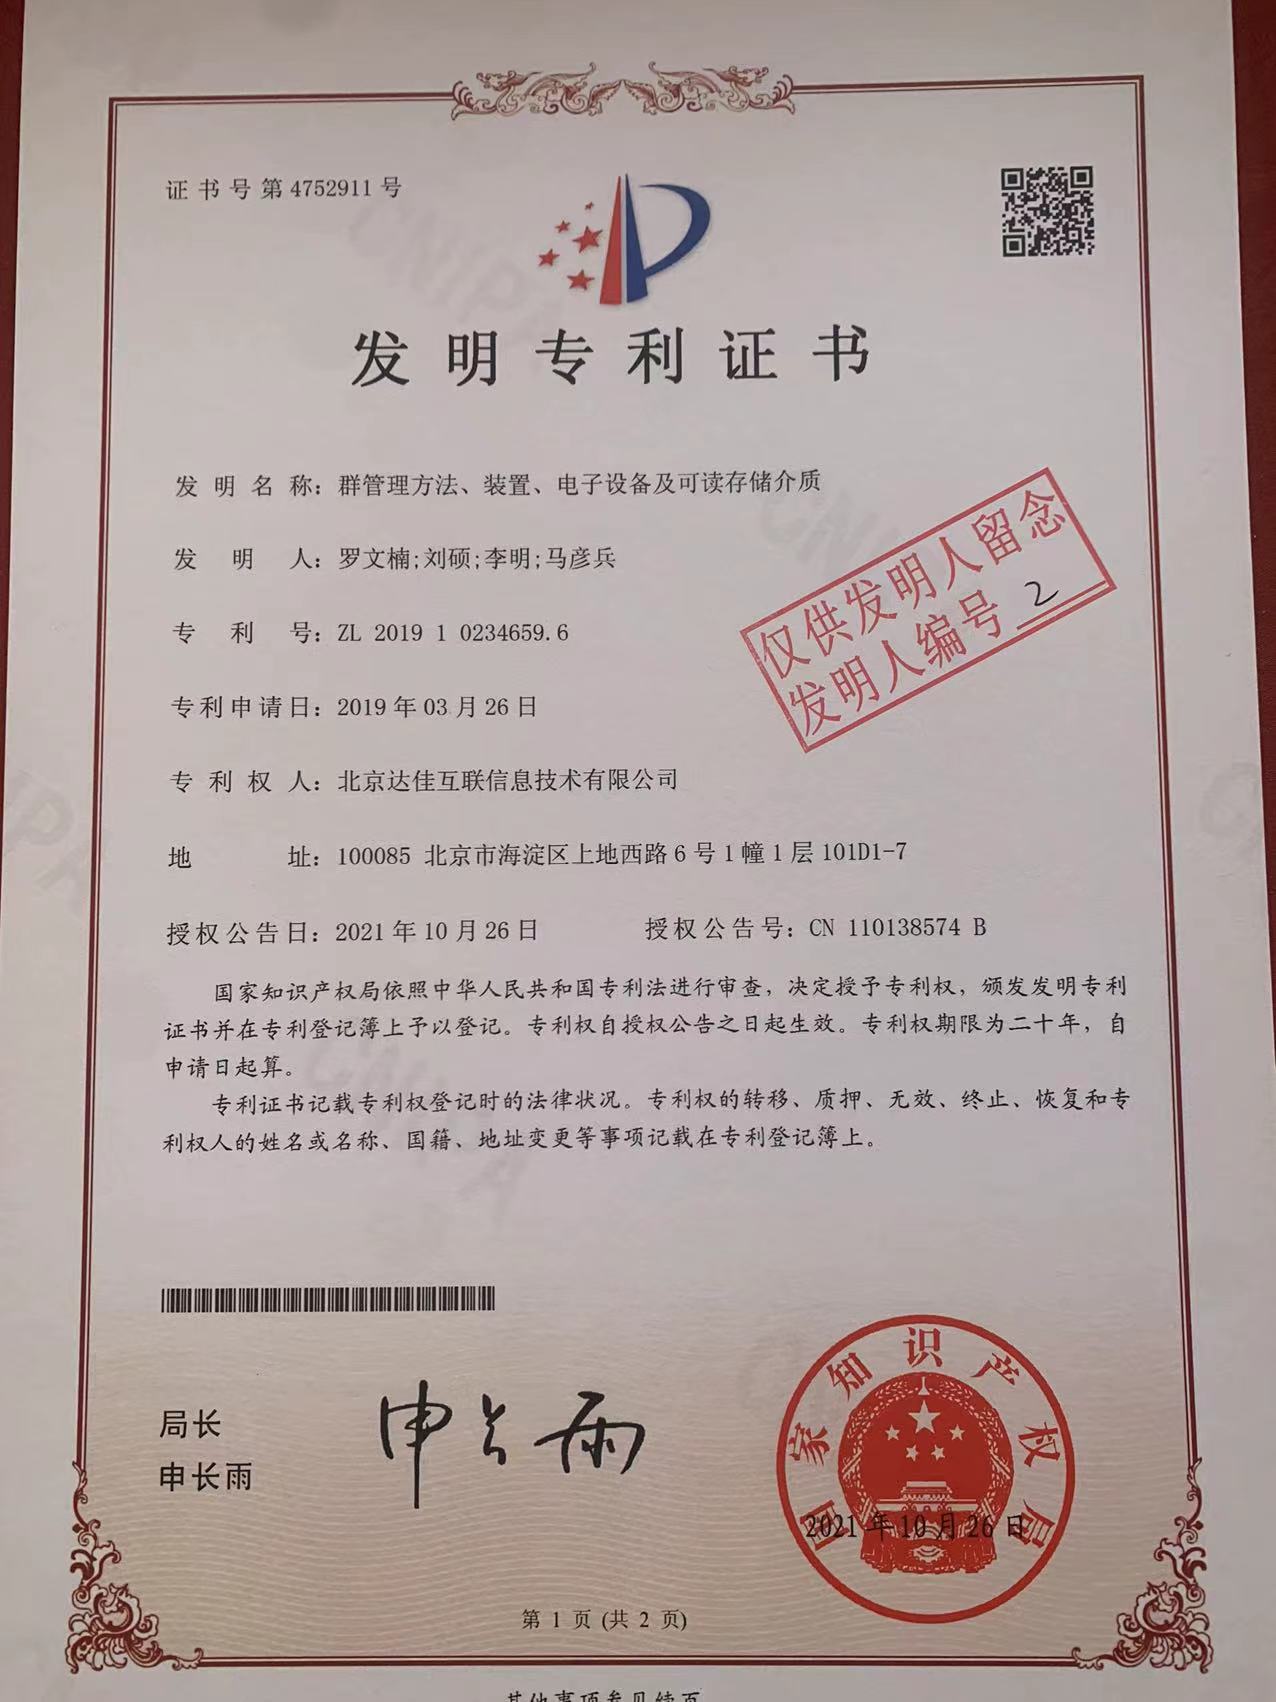 证书号第4752911号
发明专利证书
发明名称：群管理方法、装置、电子设备及可读存储介质
发明人：罗文楠;刘硕;李明;马彦兵
仅供发明人留念
发明人编号 2
专利号：ZL 2019 1 0234659.6
专利申请日：2019年03月26日
专利权人：北京达佳互联信息技术有限公司
地址：100085 北京市海淀区上地西路6号1幢1层101D1-7
授权公告日：2021年10月26日 授权公告号：CN 110138574 B
国家知识产权局依照中华人民共和国专利法进行审查，决定授予专利权，颁发发明专利
证书并在专利登记簿上予以登记。专利权自授权公告之日起生效。专利权期限为二十年，自
申请日起算。
专利证书记载专利权登记时的法律状况。专利权的转移、质押、无效、终止、恢复和专
利权人的姓名或名称、国籍、地址变更等事项记载在专利登记簿上。
局长
申长雨
申长雨
国家知识产权局
2021年10月26日
第 1 页 (共 2 页)
其他事项参见续页
CNIPA
CNIPA
CNIPA
CNIPA